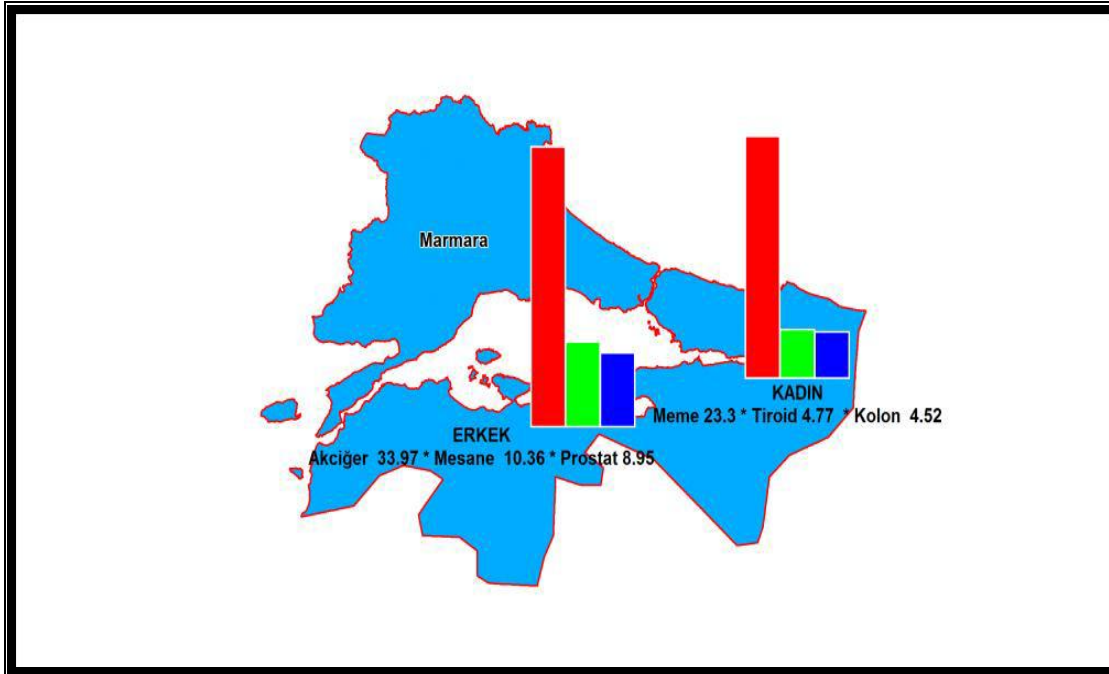 Marmara
KADIN
Meme 23.3 * Tiroid 4.77 * Kolon 4.52
ERKEK
Akciğer 33.97 * Mesane 10.36 * Prostat 8.95